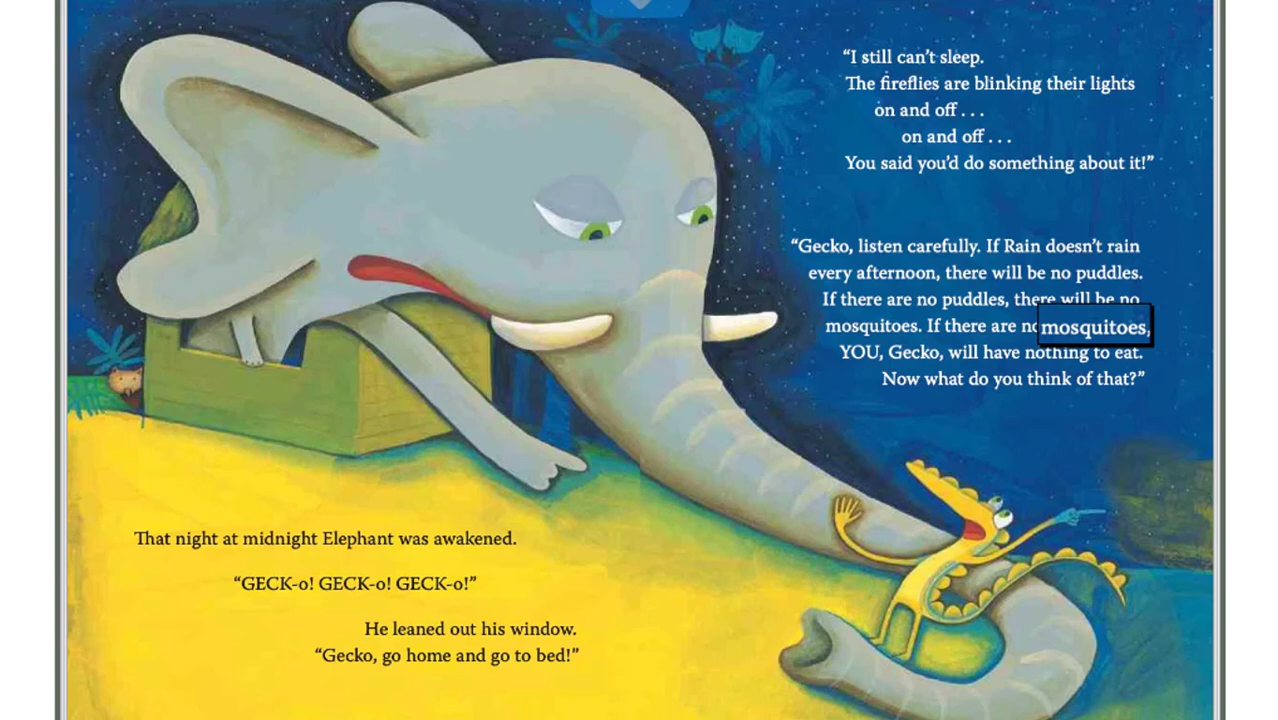 That night at midnight Elephant was awakened.
“GECK-o! GECK-o! GECK-o!”
He leaned out his window.
“Gecko, go home and go to bed!”
“I still can’t sleep.
The fireflies are blinking their lights
on and off . . .
on and off . . .
You said you’d do something about it!”
“Gecko, listen carefully. If Rain doesn’t rain
every afternoon, there will be no puddles.
If there are no puddles, there will be no
mosquitoes. If there are no mosquitoes,
YOU, Gecko, will have nothing to eat.
Now what do you think of that?”